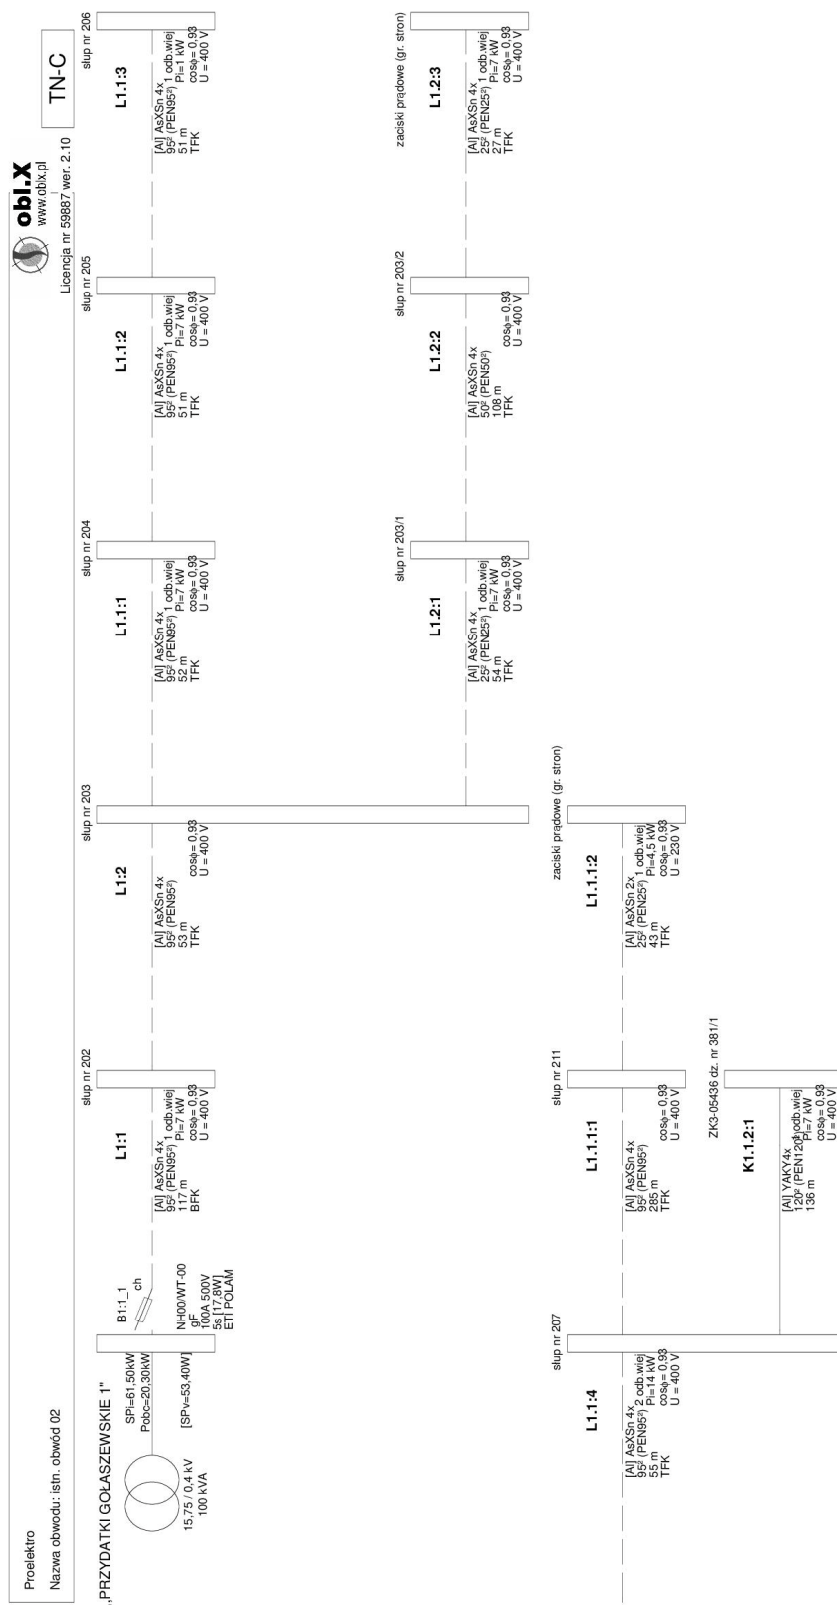 Proelektro
Nazwa obwodu: istn. obwód 02
obl.x
www.oblx.pl
Licencja nr 59887 wer. 2.10
TN-C
„PRZYDATKI GOŁASZEWSKIE 1"
15,75 / 0,4 kV
100 kVA
SPi=61,50kW
Pobc=20,30kW
[SPv=53,40W]
B1:1_1
ch
NH00/WT-00
gF
100A 500V
5s [17,8W]
ETI POLAM
L1:1
słup nr 202
[Al] AsXSn 4x
95² (PEN95²) 1 odb.wiej
117 m
Pi=7 kW
BFK
cosϕ= 0,93
U = 400 V
L1:2
słup nr 203
[Al] AsXSn 4x
95² (PEN95²)
53 m
TFK
cosϕ= 0,93
U = 400 V
L1.1:1
słup nr 204
[Al] AsXSn 4x
95² (PEN95²) 1 odb.wiej
52 m
Pi=7 kW
TFK
cosϕ= 0,93
U = 400 V
L1.1:2
słup nr 205
[Al] AsXSn 4x
95² (PEN95²) 1 odb.wiej
51 m
Pi=7 kW
TFK
cosϕ= 0,93
U = 400 V
L1.1:3
słup nr 206
[Al] AsXSn 4x
95² (PEN95²) 1 odb.wiej
51 m
Pi=1 kW
TFK
cosϕ= 0,93
U = 400 V
L1.2:1
słup nr 203/1
[Al] AsXSn 4x
25² (PEN25²) 1 odb.wiej
54 m
Pi=7 kW
TFK
cosϕ= 0,93
U = 400 V
L1.2:2
słup nr 203/2
[Al] AsXSn 4x
50² (PEN50²)
108 m
TFK
cosϕ= 0,93
U = 400 V
L1.2:3
zaciski prądowe (gr. stron)
[Al] AsXSn 4x
25² (PEN25²) 1 odb.wiej
27 m
Pi=7 kW
TFK
cosϕ= 0,93
U = 400 V
L1.1:4
słup nr 207
[Al] AsXSn 4x
95² (PEN95²) 2 odb.wiej
55 m
Pi=14 kW
TFK
cosϕ= 0,93
U = 400 V
L1.1.1:1
słup nr 211
[Al] AsXSn 4x
95² (PEN95²)
285 m
TFK
cosϕ= 0,93
U = 400 V
L1.1.1:2
zaciski prądowe (gr. stron)
[Al] AsXSn 2x
25² (PEN25²) 1 odb.wiej
43 m
Pi=4,5 kW
TFK
cosϕ= 0,93
U = 230 V
K1.1.2:1
ZK3-05436 dz. nr 381/1
[Al] YAKY4x
120² (PEN120²) 1 odb.wiej
136 m
Pi=7 kW
cosϕ= 0,93
U = 400 V